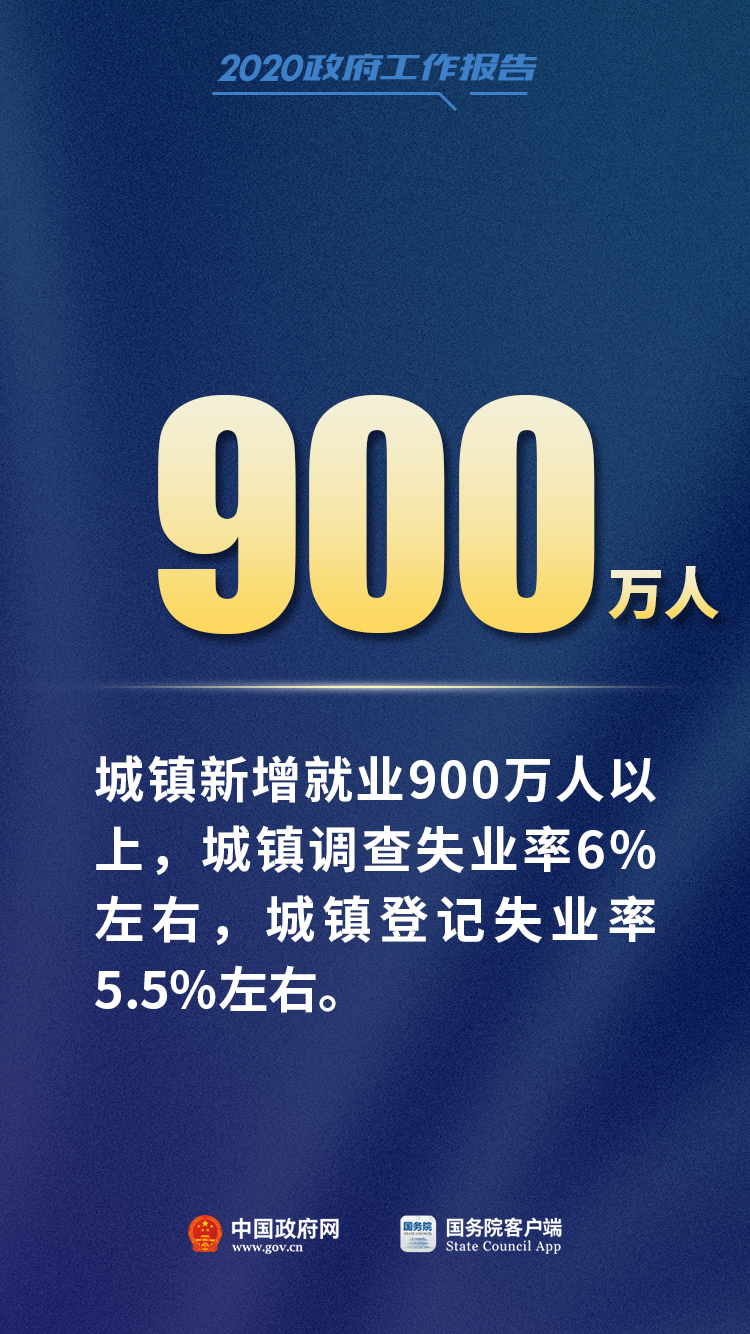 2020政府工作报告
900万人
城镇新增就业900万人以
上，城镇调查失业率6%
左右，城镇登记失业率
5.5%左右。
中国政府网
www.gov.cn
国务院
国务院客户端
State Council App